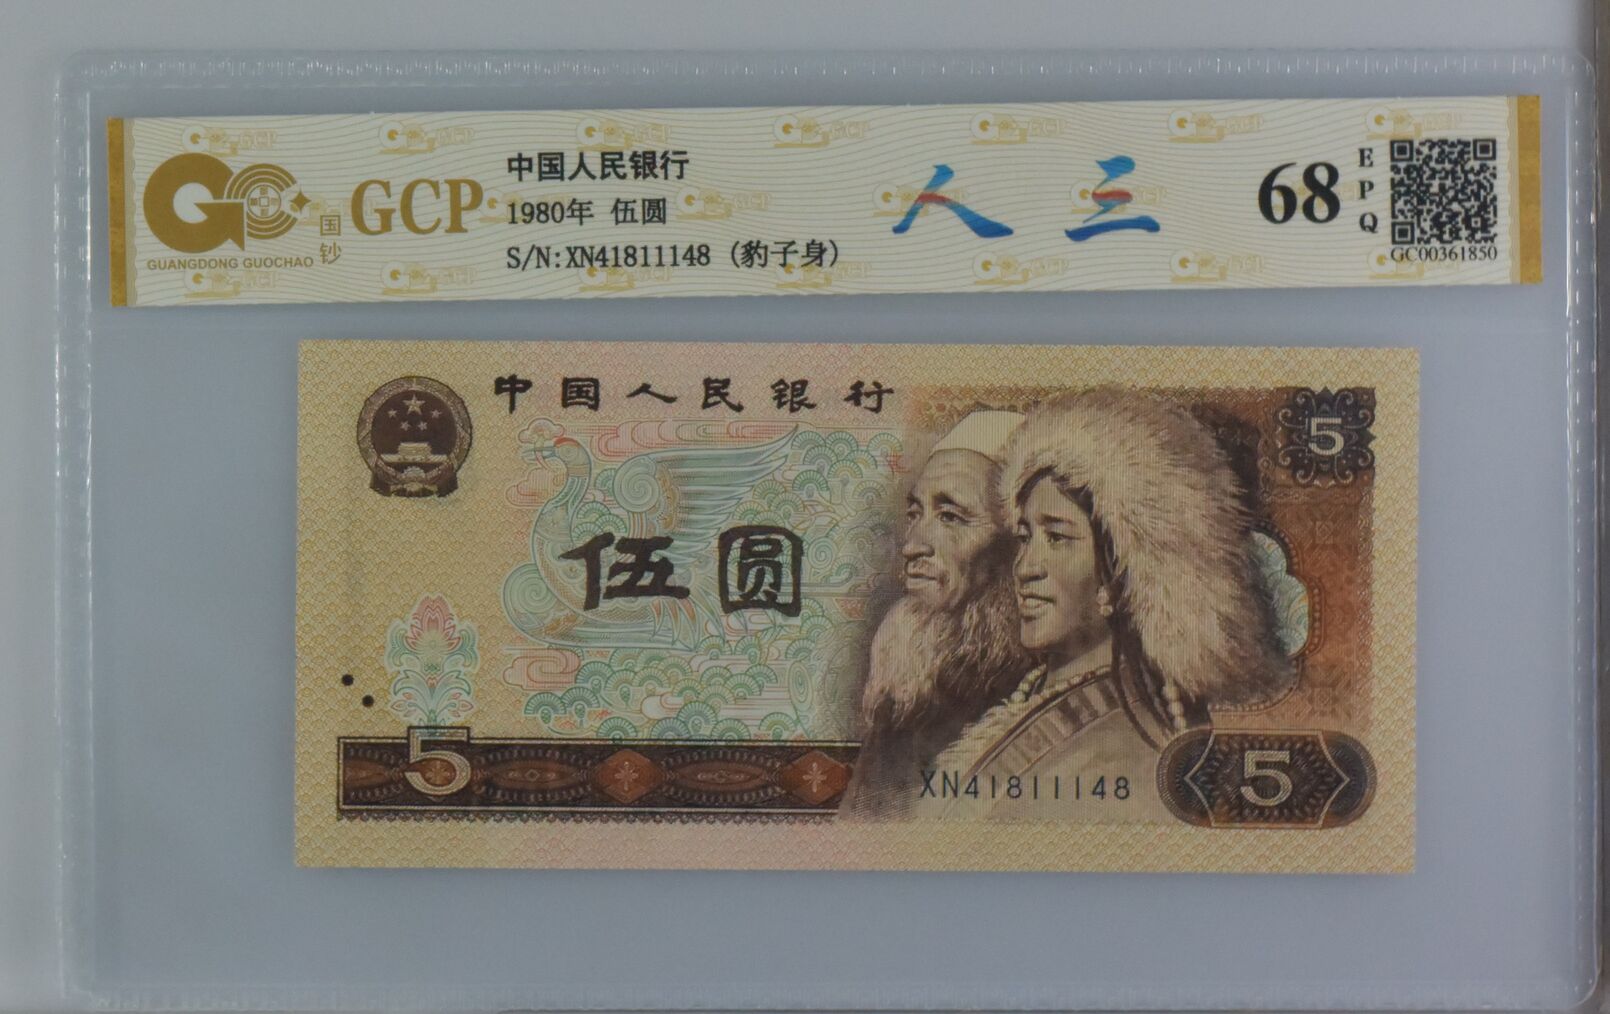 GCP
国钞
GUANGDONG GUOCHAO
中国人民银行
1980年 伍圆
S/N:XN41811148 (豹子身)
人三
68
EPQ
GC00361850
中国人民银行
5
伍圆
5
XN41811148
5